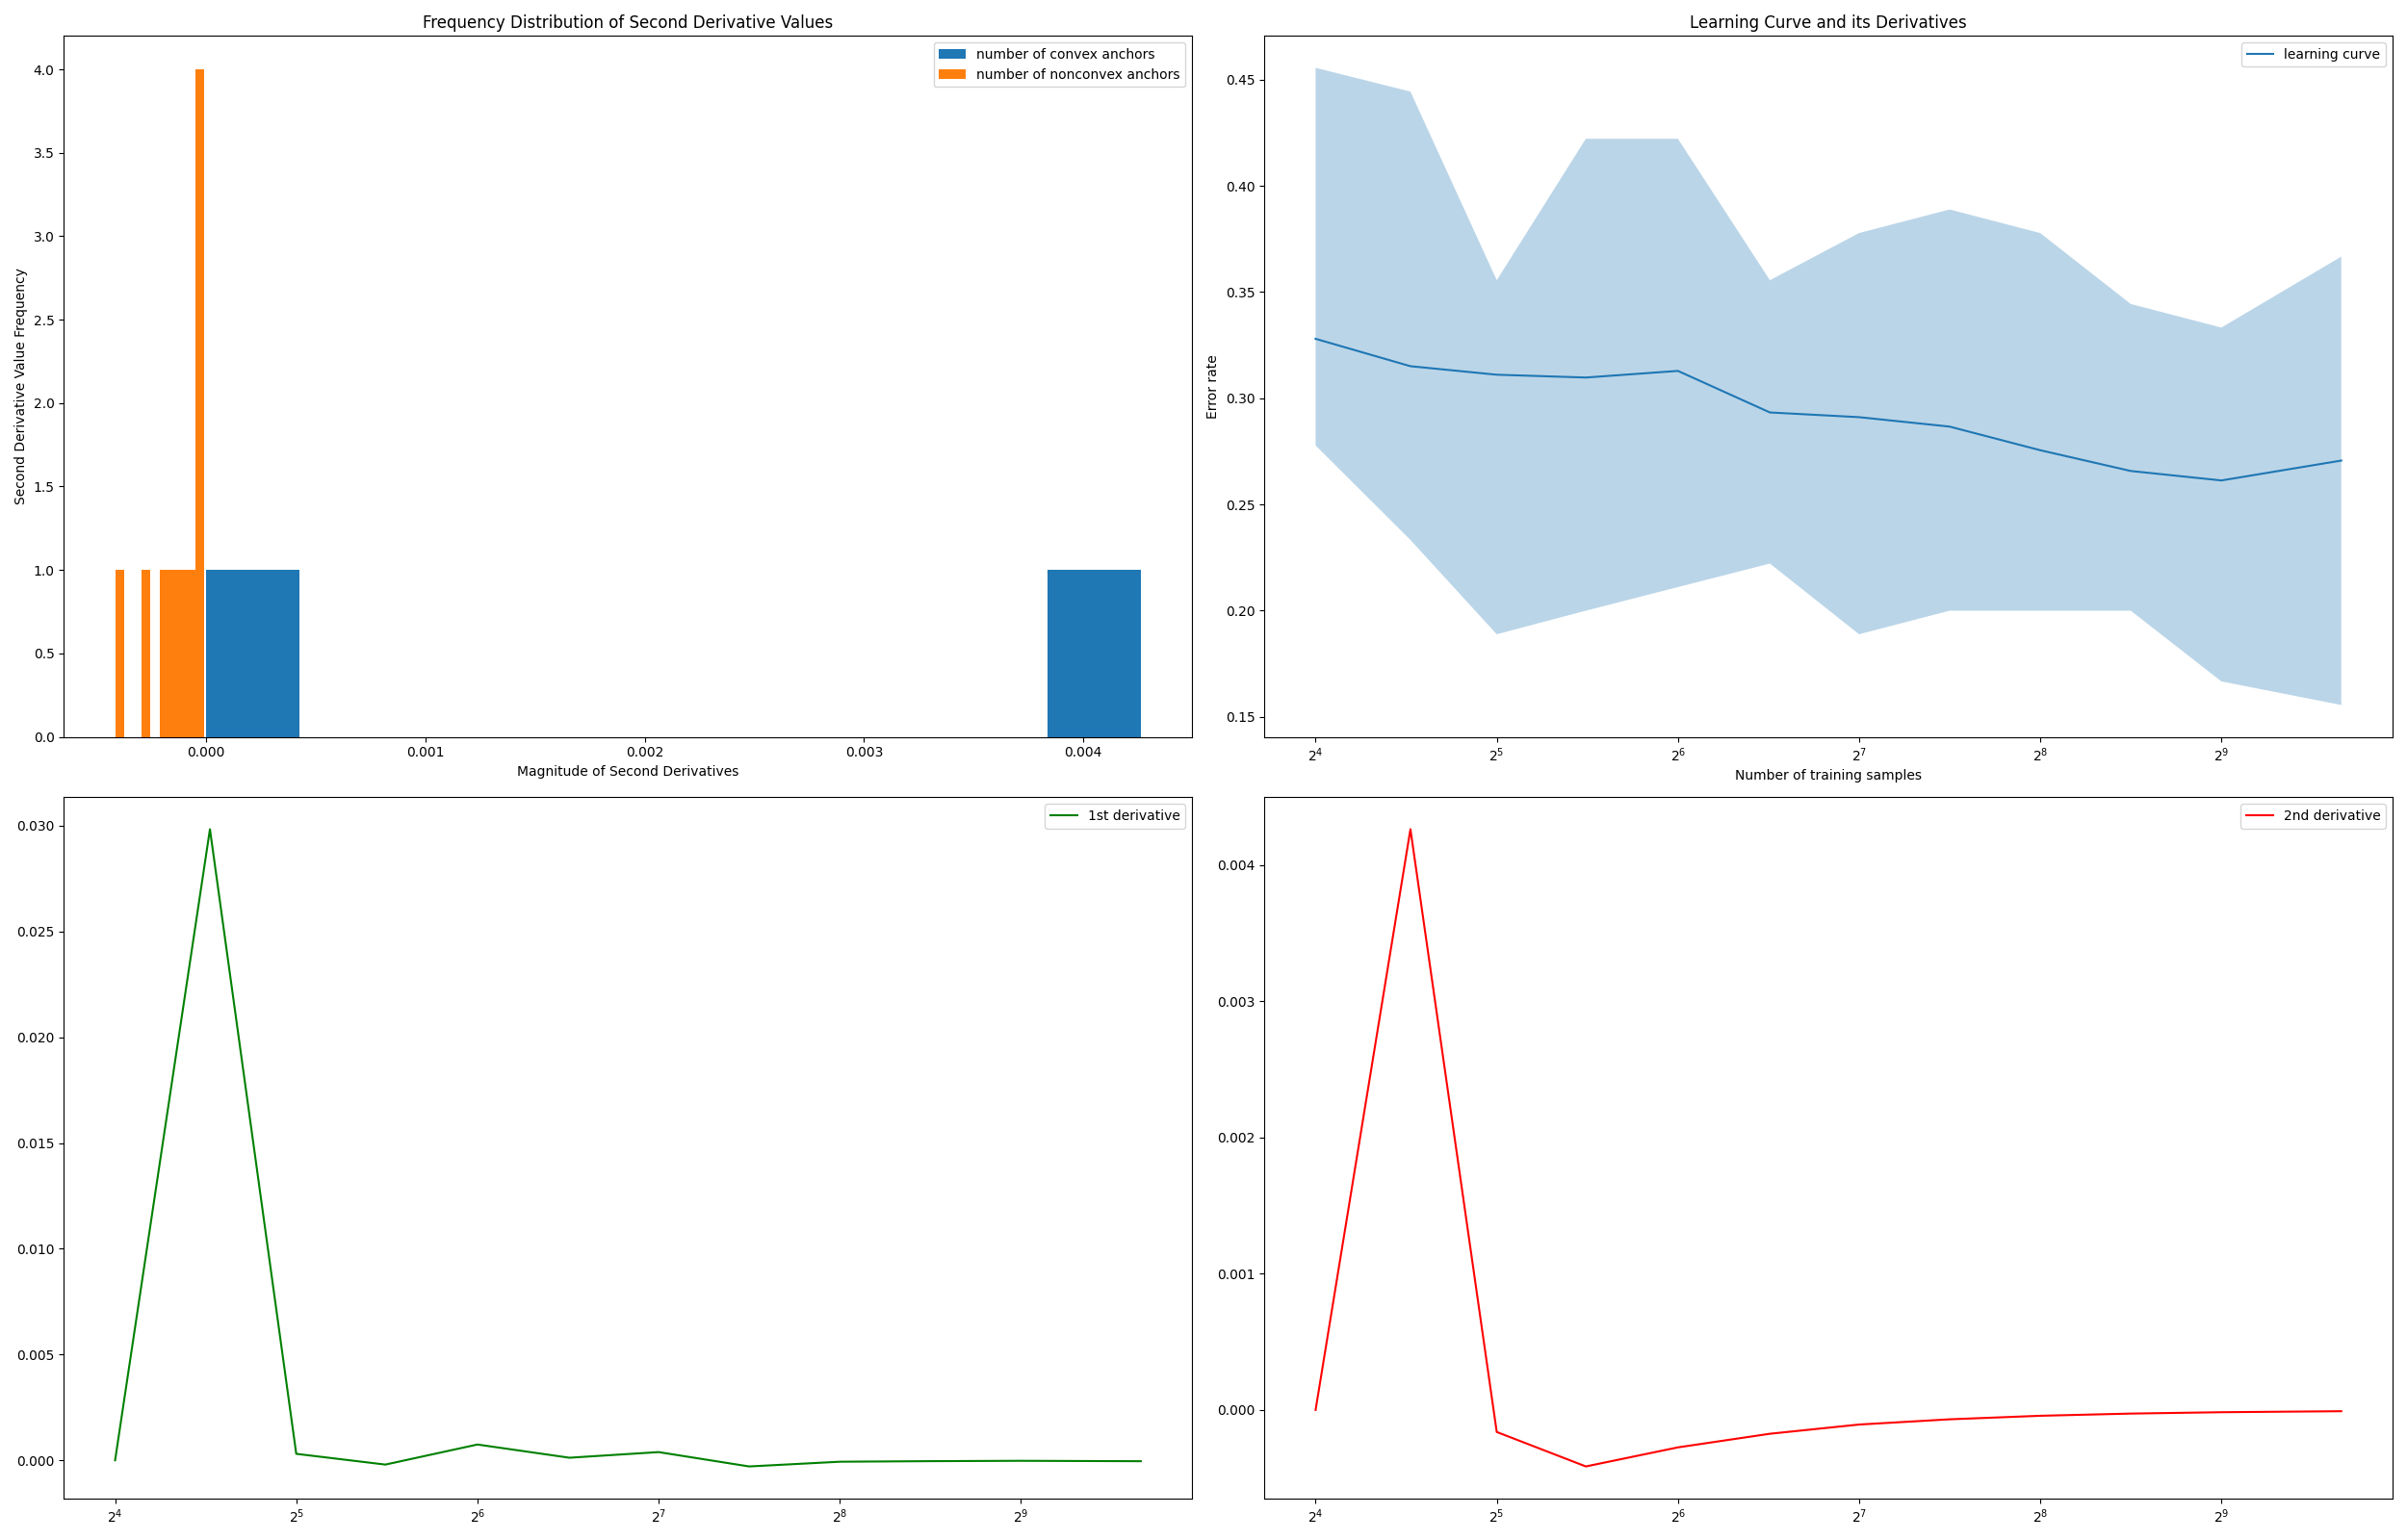 Frequency Distribution of Second Derivative Values
number of convex anchors
number of nonconvex anchors
4.0
3.5
3.0
2.5
2.0
1.5
1.0
0.5
0.0
Second Derivative Value Frequency
0.000 0.001 0.002 0.003 0.004
Magnitude of Second Derivatives
Learning Curve and its Derivatives
learning curve
0.45
0.40
0.35
0.30
0.25
0.20
0.15
Error rate
2⁴ 2⁵ 2⁶ 2⁷ 2⁸ 2⁹
Number of training samples
1st derivative
0.030
0.025
0.020
0.015
0.010
0.005
0.000
2⁴ 2⁵ 2⁶ 2⁷ 2⁸ 2⁹
2nd derivative
0.004
0.003
0.002
0.001
0.000
2⁴ 2⁵ 2⁶ 2⁷ 2⁸ 2⁹